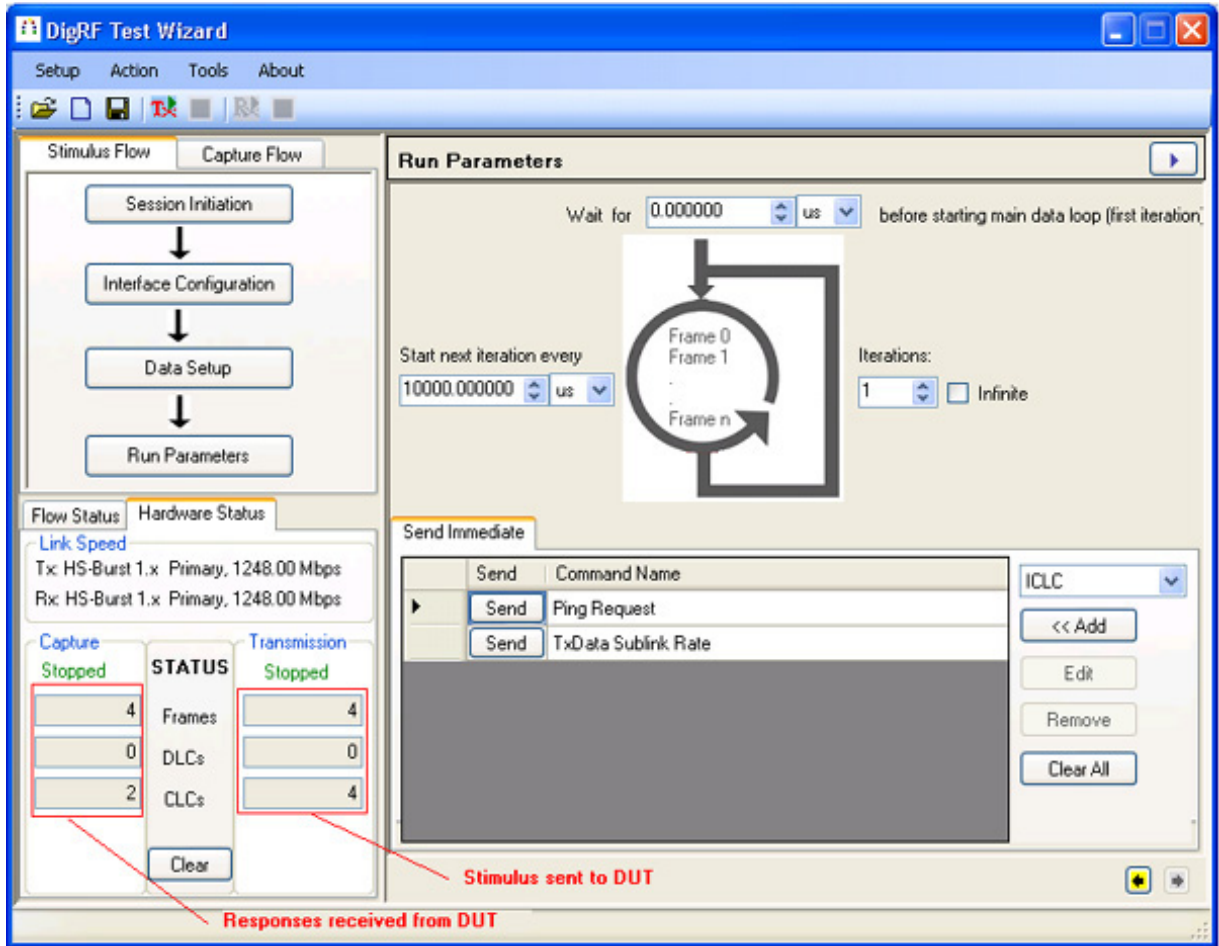 DigRF Test Wizard
Setup Action Tools About
Tx Rx
Stimulus Flow Capture Flow
Session Initiation
Interface Configuration
Data Setup
Run Parameters
Flow Status Hardware Status
Link Speed
Tx: HS-Burst 1.x Primary, 1248.00 Mbps
Rx: HS-Burst 1.x Primary, 1248.00 Mbps
Capture Transmission
Stopped STATUS Stopped
4 Frames 4
0 DLCs 0
2 CLCs 4
Clear
Run Parameters
Wait for 0.000000 us before starting main data loop (first iteration)
Frame 0
Frame 1
.
.
Frame n
Start next iteration every
10000.000000 us
Iterations:
1 Infinite
Send Immediate
Send Command Name
Send Ping Request
Send TxData Sublink Rate
ICLC
<< Add
Edit
Remove
Clear All
Stimulus sent to DUT
Responses received from DUT